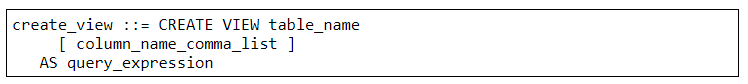 create_view ::= CREATE VIEW table_name
[ column_name_comma_list ]
AS query_expression